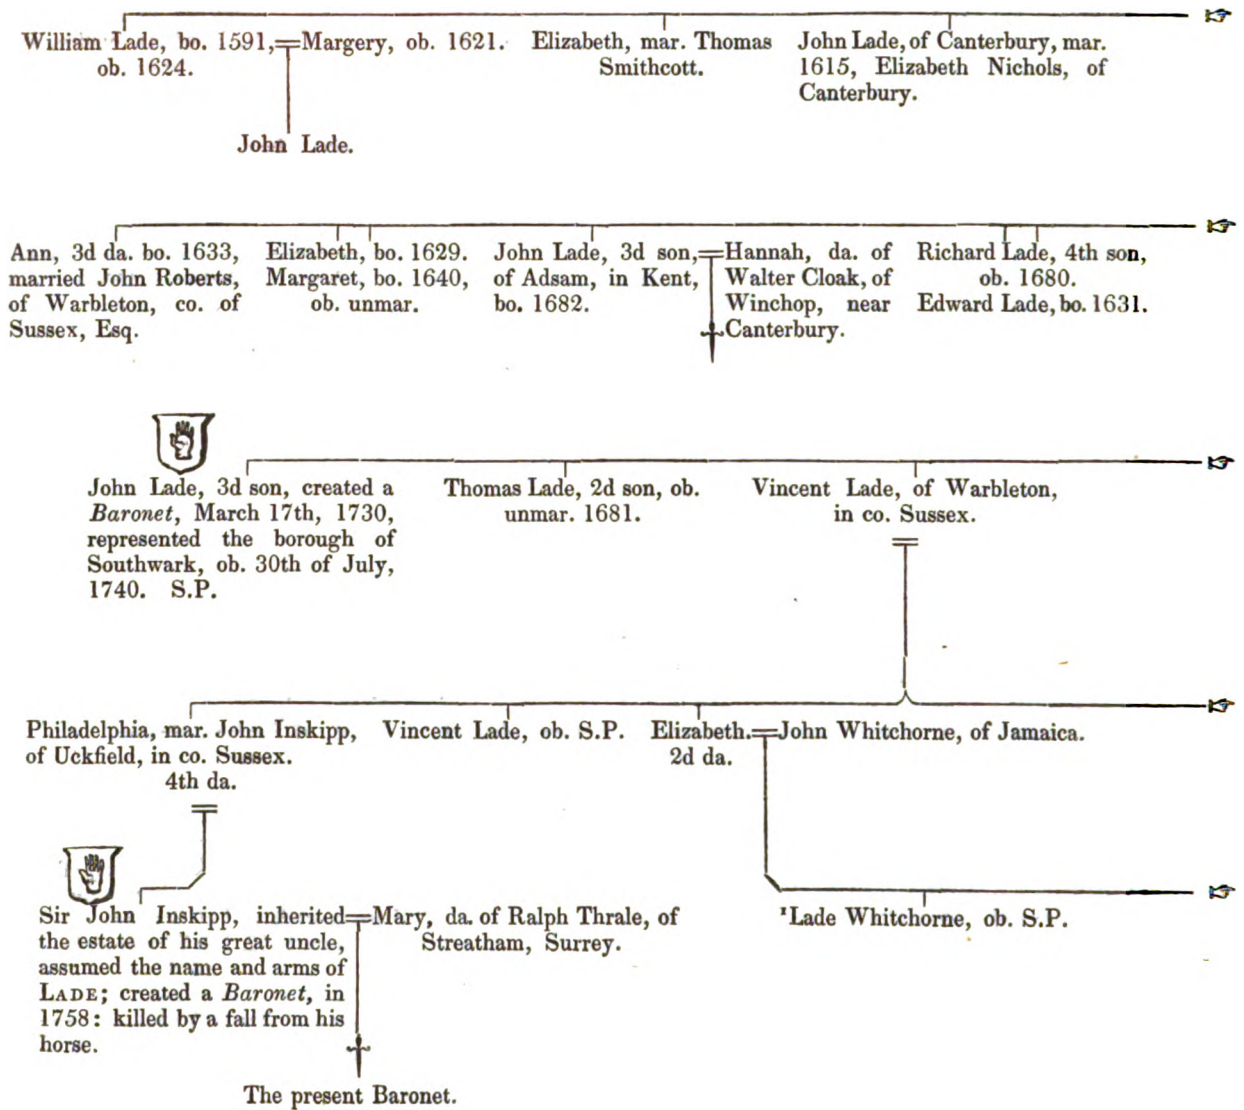 William Lade, bo. 1591, Margery, ob. 1621.
ob. 1624.
Elizabeth, mar. Thomas
Smithcott.
John Lade, of Canterbury, mar.
1615, Elizabeth Nichols, of
Canterbury.
John Lade.
Ann, 3d da. bo. 1633,
married John Roberts,
of Warbleton, co. of
Sussex, Esq.
Elizabeth, bo. 1629.
Margaret, bo. 1640,
ob. unmar.
John Lade, 3d son,
of Adsam, in Kent,
bo. 1682.
Hannah, da. of
Walter Cloak, of
Winchop, near
Canterbury.
Richard Lade, 4th son,
ob. 1680.
Edward Lade, bo. 1631.
John Lade, 3d son, created a
Baronet, March 17th, 1730,
represented the borough of
Southwark, ob. 30th of July,
1740. S.P.
Thomas Lade, 2d son, ob.
unmar. 1681.
Vincent Lade, of Warbleton,
in co. Sussex.
Philadelphia, mar. John Inskipp,
of Uckfield, in co. Sussex.
4th da.
Vincent Lade, ob. S.P.
Elizabeth. John Whitchorne, of Jamaica.
2d da.
Sir John Inskipp, inherited
the estate of his great uncle,
assumed the name and arms of
LADE; created a Baronet, in
1758: killed by a fall from his
horse.
Mary, da. of Ralph Thrale, of
Streatham, Surrey.
¹Lade Whitchorne, ob. S.P.
The present Baronet.